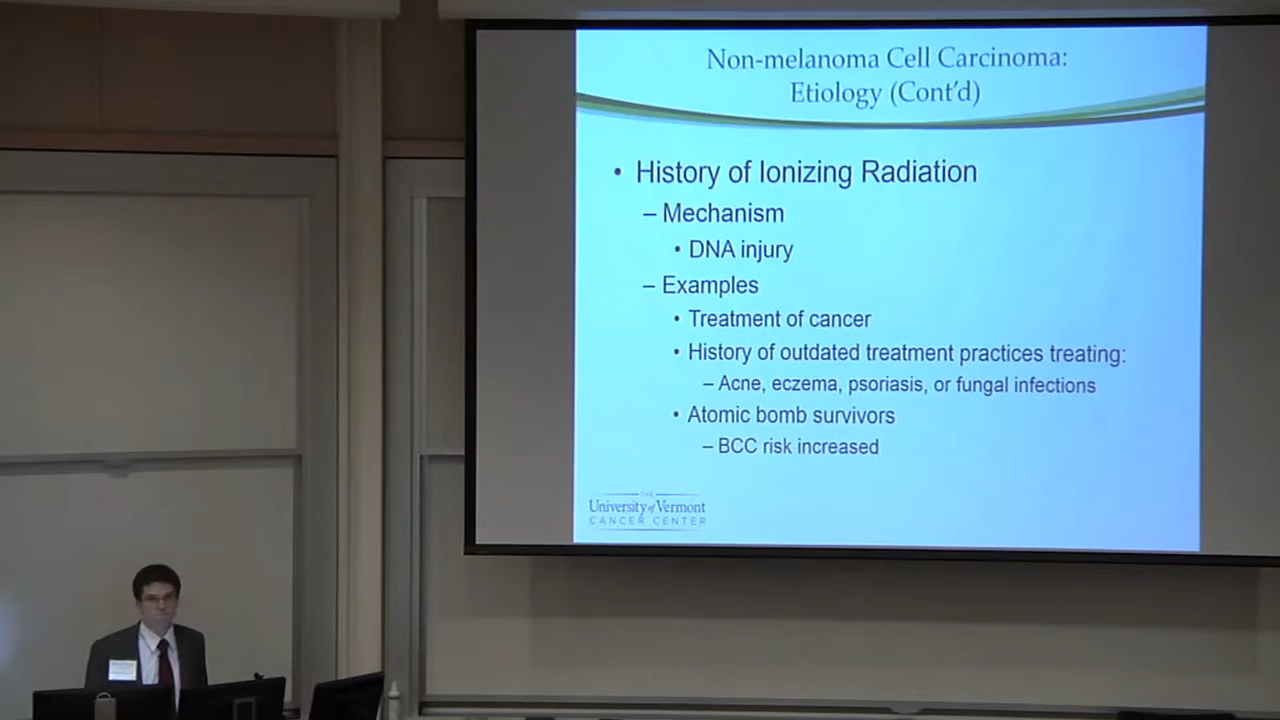 Non-melanoma Cell Carcinoma:
Etiology (Cont'd)
• History of Ionizing Radiation
– Mechanism
• DNA injury
– Examples
• Treatment of cancer
• History of outdated treatment practices treating:
– Acne, eczema, psoriasis, or fungal infections
• Atomic bomb survivors
– BCC risk increased
THE
University of Vermont
CANCER CENTER